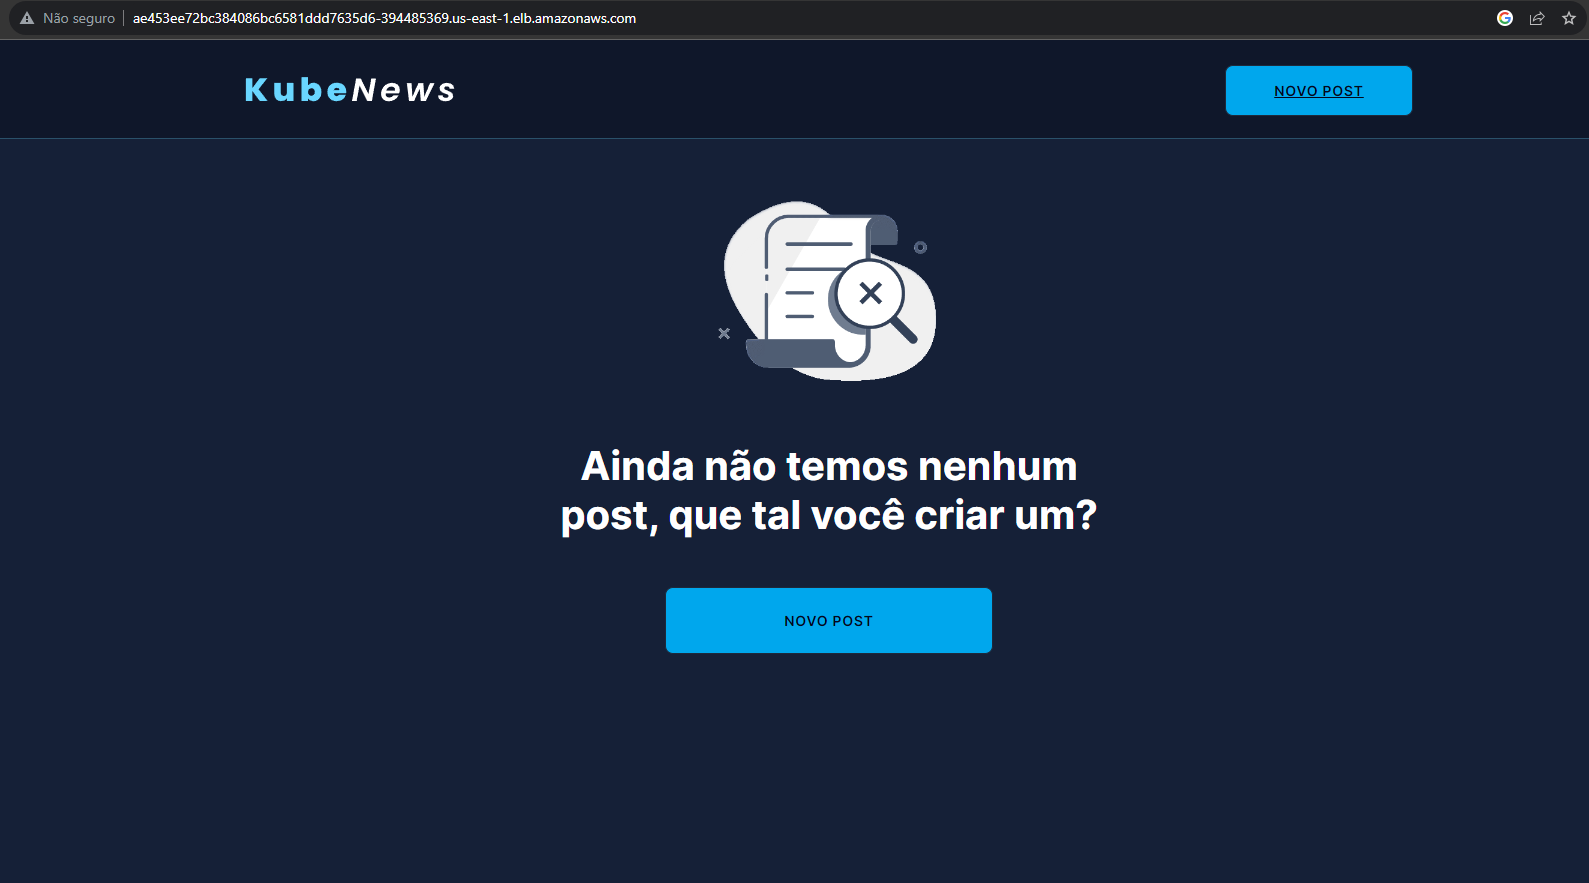 Não seguro
ae453ee72bc384086bc6581ddd7635d6-394485369.us-east-1.elb.amazonaws.com
KubeNews
NOVO POST
Ainda não temos nenhum
post, que tal você criar um?
NOVO POST